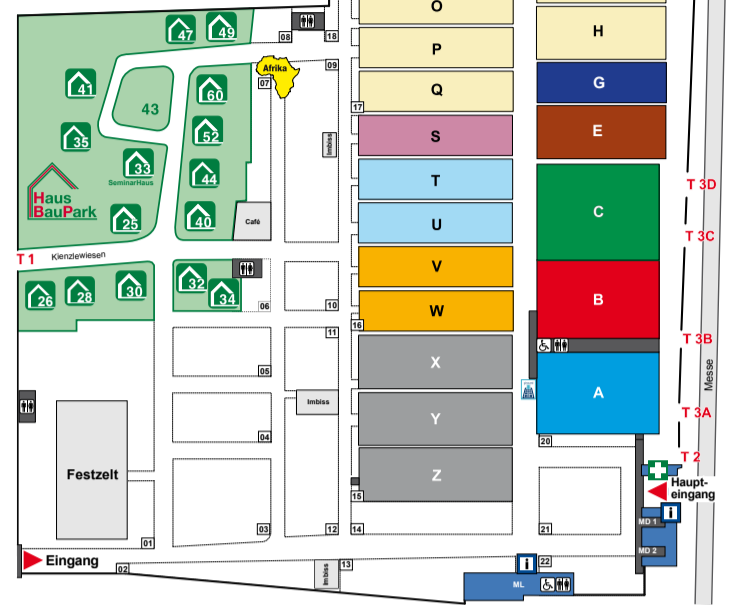 O
47
49
08
18
H
P
Afrika
09
41
07
60
G
Q
43
17
52
35
Imbiss
S
E
33
SeminarHaus
44
T
T 3D
Haus
BauPark
C
25
40
Café
U
T 3C
T 1
Kienzlewiesen
V
32
30
26
28
34
06
10
B
W
16
11
T 3B
X
05
Messe
A
Imbiss
T 3A
Y
04
20
T 2
Festzelt
Z
Haupt-
eingang
15
i
MD 1
01
03
12
14
21
MD 2
Eingang
02
13
Imbiss
i
22
ML